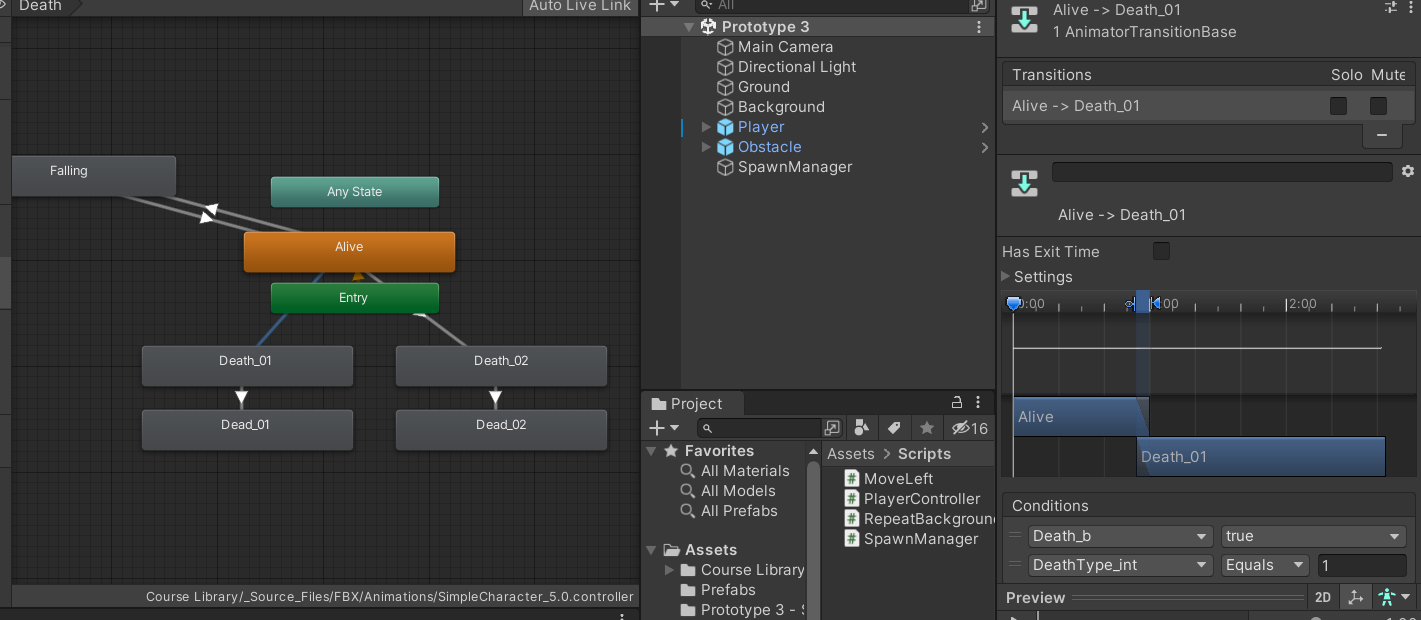 Death
Auto Live Link
Falling
Any State
Alive
Entry
Death_01
Death_02
Dead_01
Dead_02
Course Library/_Source_Files/FBX/Animations/SimpleCharacter_5.0.controller
All
Prototype 3
Main Camera
Directional Light
Ground
Background
Player
Obstacle
SpawnManager
Project
16
Favorites
All Materials
All Models
All Prefabs
Assets
Course Library
Prefabs
Prototype 3 -
Assets > Scripts
MoveLeft
PlayerController
RepeatBackground
SpawnManager
Alive -> Death_01
1 AnimatorTransitionBase
Transitions Solo Mute
Alive -> Death_01
Alive -> Death_01
Has Exit Time
Settings
0:00 :00 2:00
Alive
Death_01
Conditions
Death_b true
DeathType_int Equals 1
Preview 2D